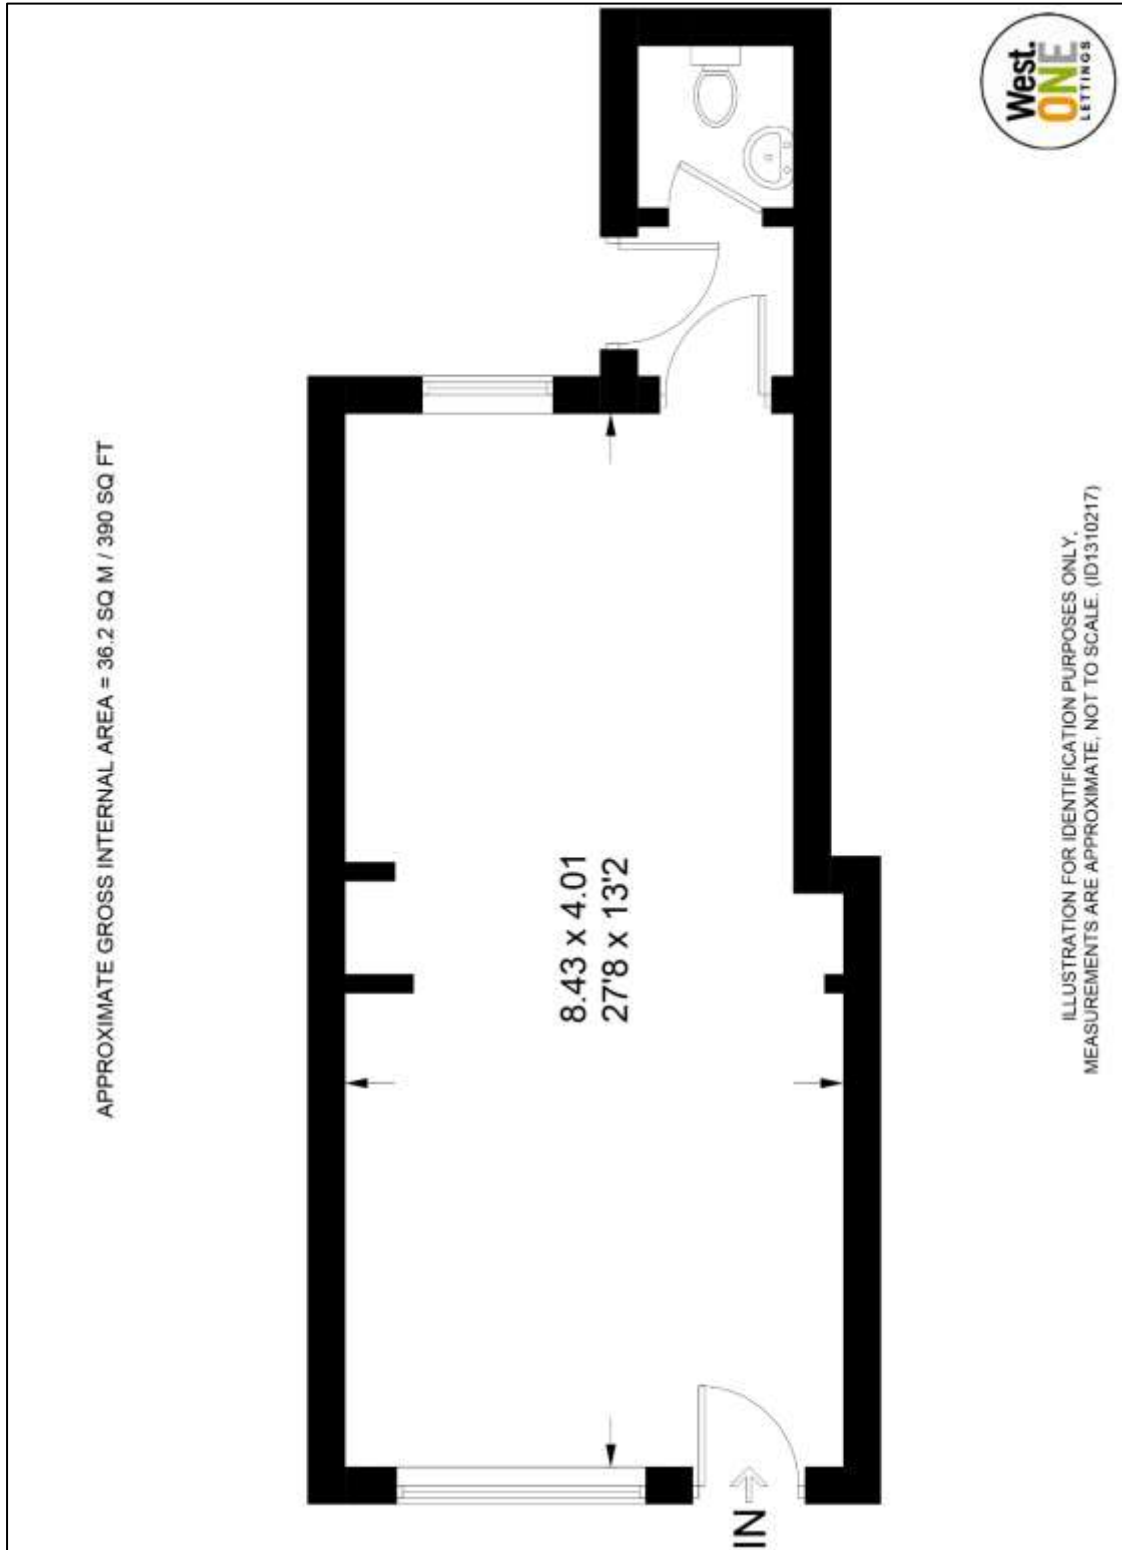 APPROXIMATE GROSS INTERNAL AREA = 36.2 SQ M / 390 SQ FT
8.43 x 4.01
27'8 x 13'2
IN
ILLUSTRATION FOR IDENTIFICATION PURPOSES ONLY,
MEASUREMENTS ARE APPROXIMATE, NOT TO SCALE. (ID1310217)
West.
ONE
LETTINGS